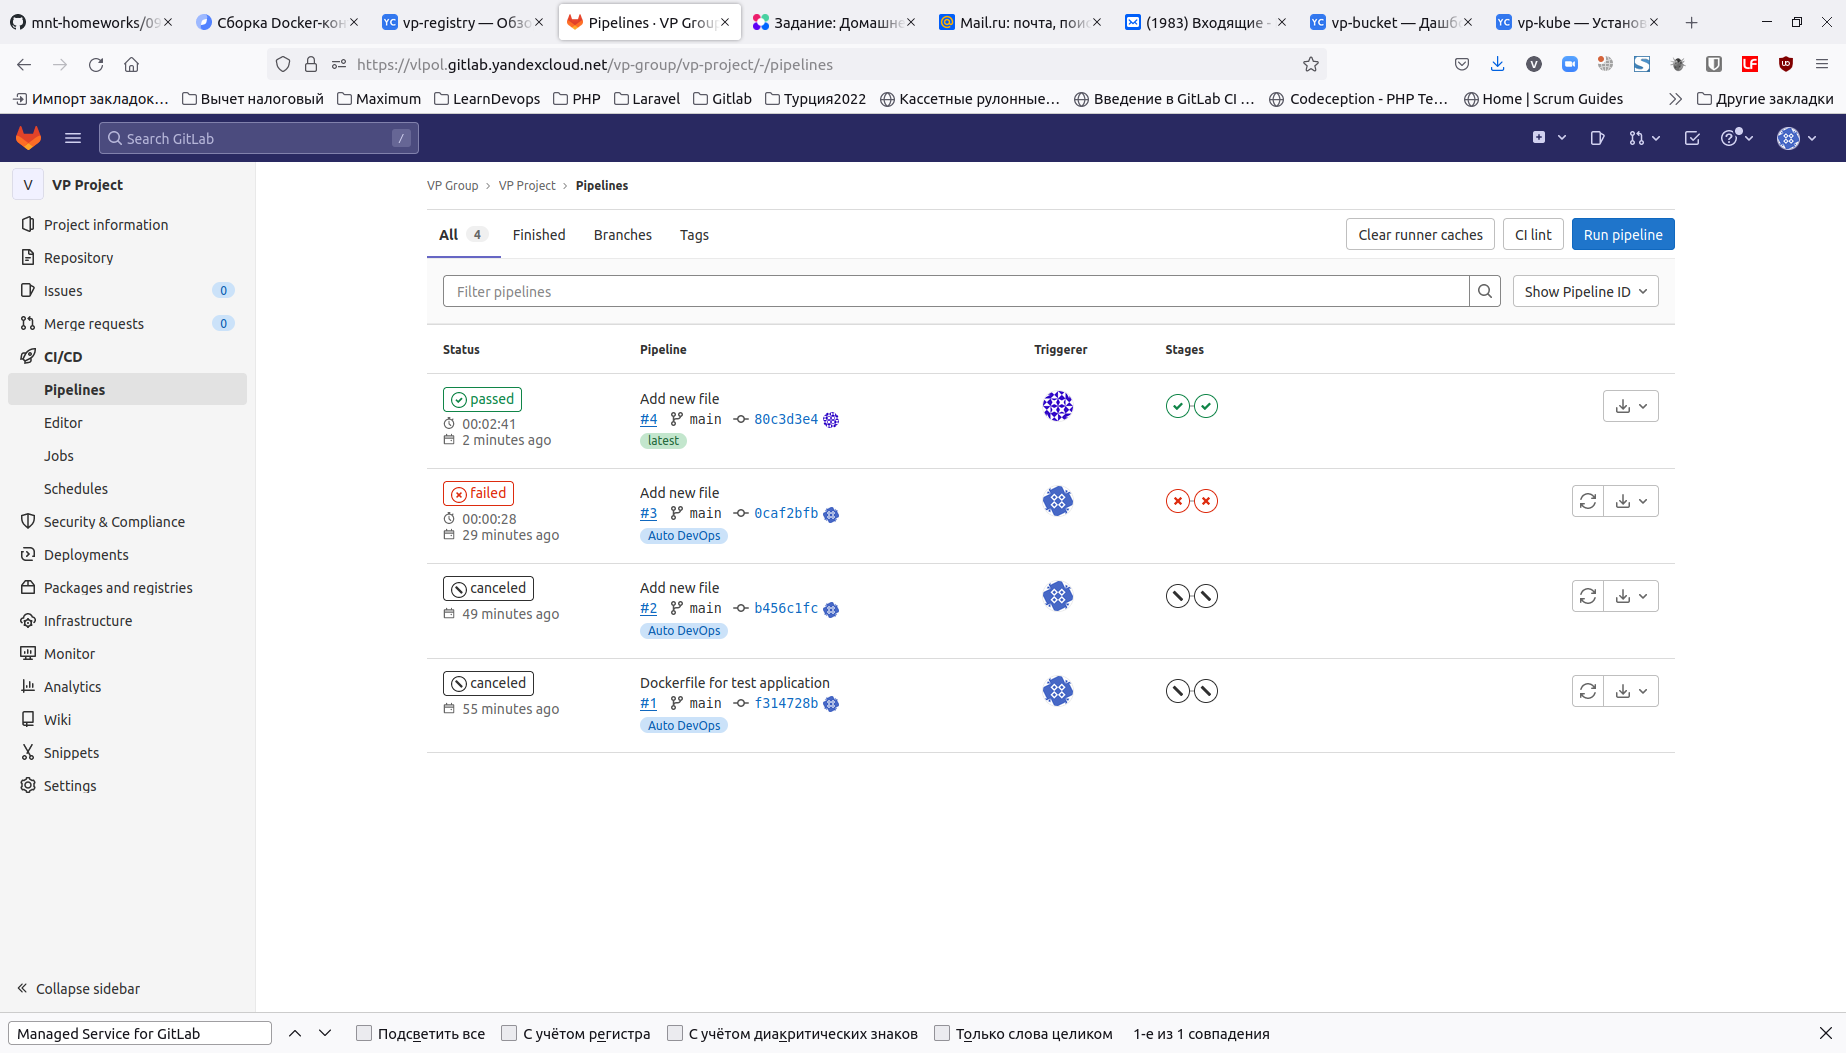 mnt-homeworks/09
Сборка Docker-кон
vp-registry — Обзо
Pipelines · VP Group
Задание: Домашне
Mail.ru: почта, поис
(1983) Входящие -
vp-bucket — Дашб
vp-kube — Установ
https://vlpol.gitlab.yandexcloud.net/vp-group/vp-project/-/pipelines
Импорт закладок… Вычет налоговый Maximum LearnDevops PHP Laravel Gitlab Турция2022 Кассетные рулонные… Введение в GitLab CI … Codeception - PHP Te… Home | Scrum Guides Другие закладки
Search GitLab /
V VP Project
Project information
Repository
Issues 0
Merge requests 0
CI/CD
Pipelines
Editor
Jobs
Schedules
Security & Compliance
Deployments
Packages and registries
Infrastructure
Monitor
Analytics
Wiki
Snippets
Settings
Collapse sidebar
VP Group › VP Project › Pipelines
All 4 Finished Branches Tags
Clear runner caches CI lint Run pipeline
Filter pipelines Show Pipeline ID
Status Pipeline Triggerer Stages
passed
00:02:41
2 minutes ago
Add new file
#4 main 80c3d3e4
latest
failed
00:00:28
29 minutes ago
Add new file
#3 main 0caf2bfb
Auto DevOps
canceled
49 minutes ago
Add new file
#2 main b456c1fc
Auto DevOps
canceled
55 minutes ago
Dockerfile for test application
#1 main f314728b
Auto DevOps
Managed Service for GitLab Подсветить все С учётом регистра С учётом диакритических знаков Только слова целиком 1-е из 1 совпадения